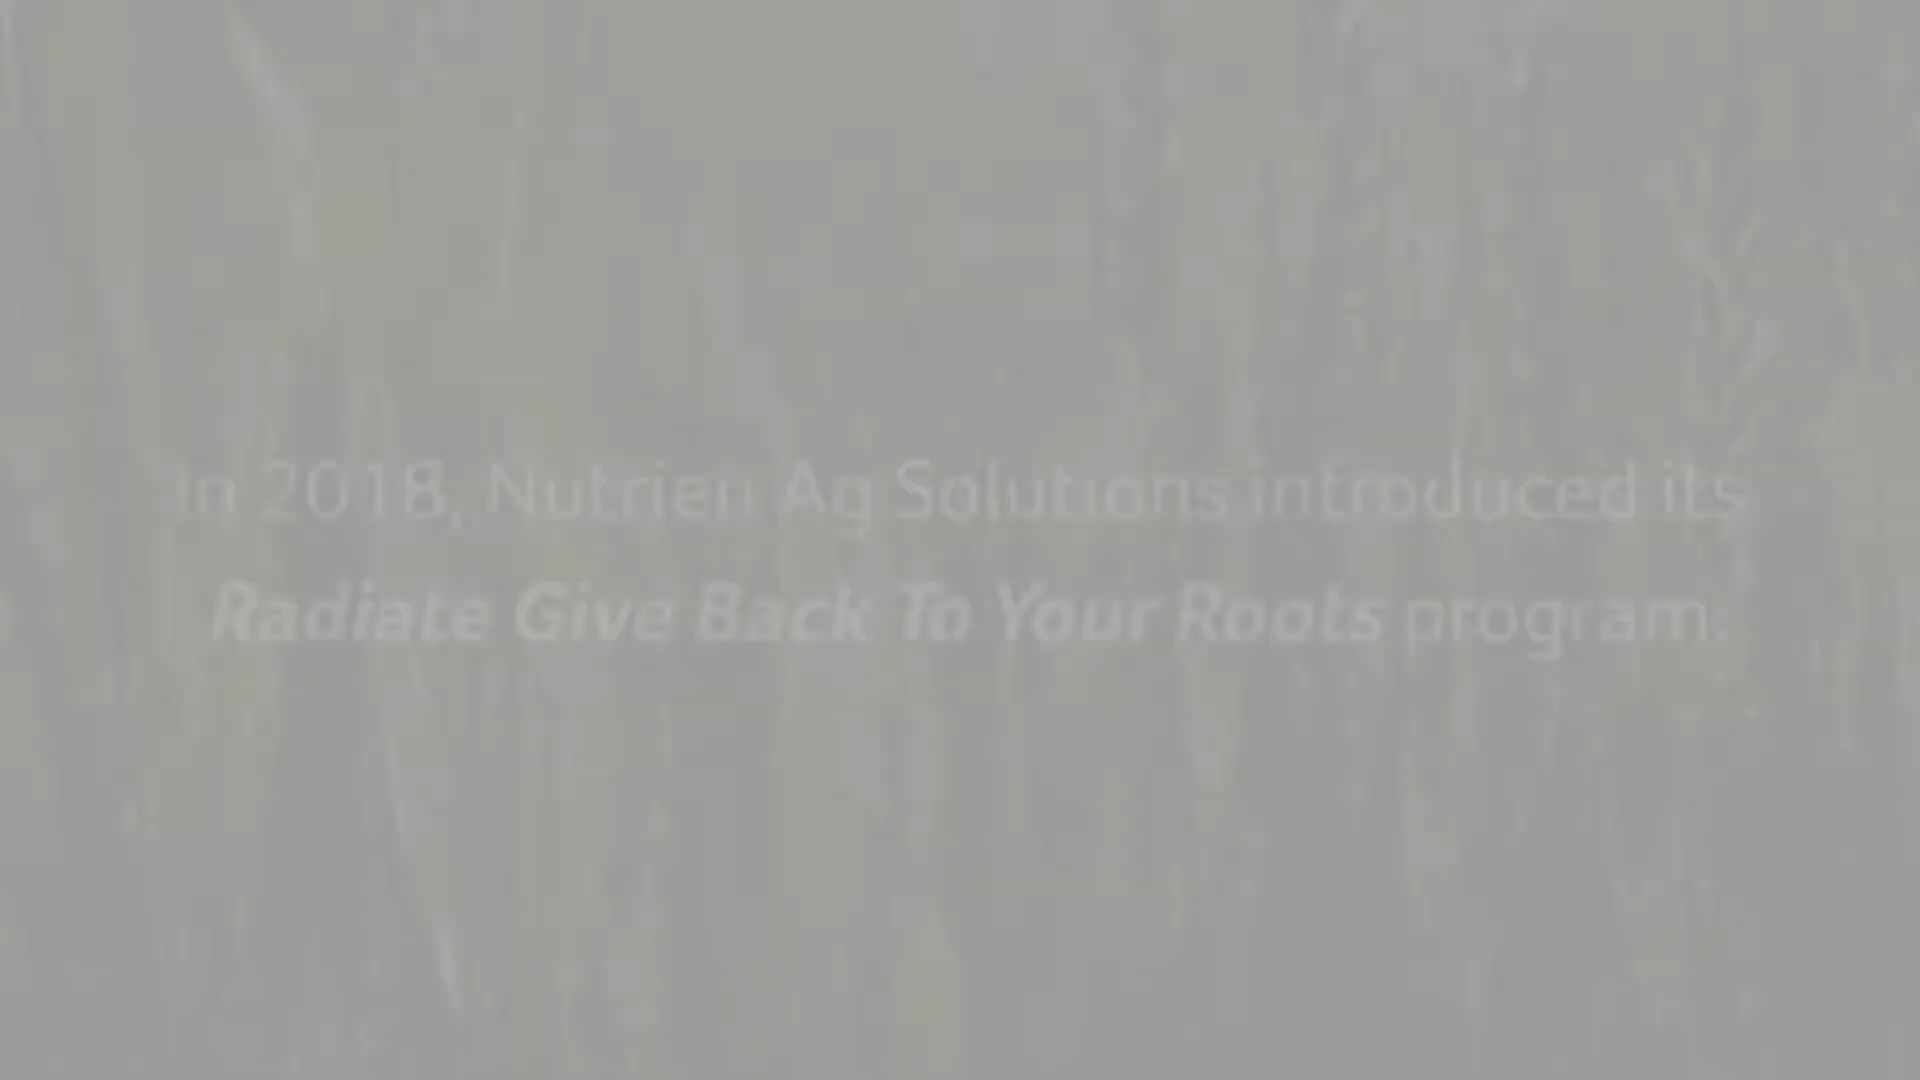 In 2018, Nutrien Ag Solutions introduced its
Radiate Give Back To Your Roots program.